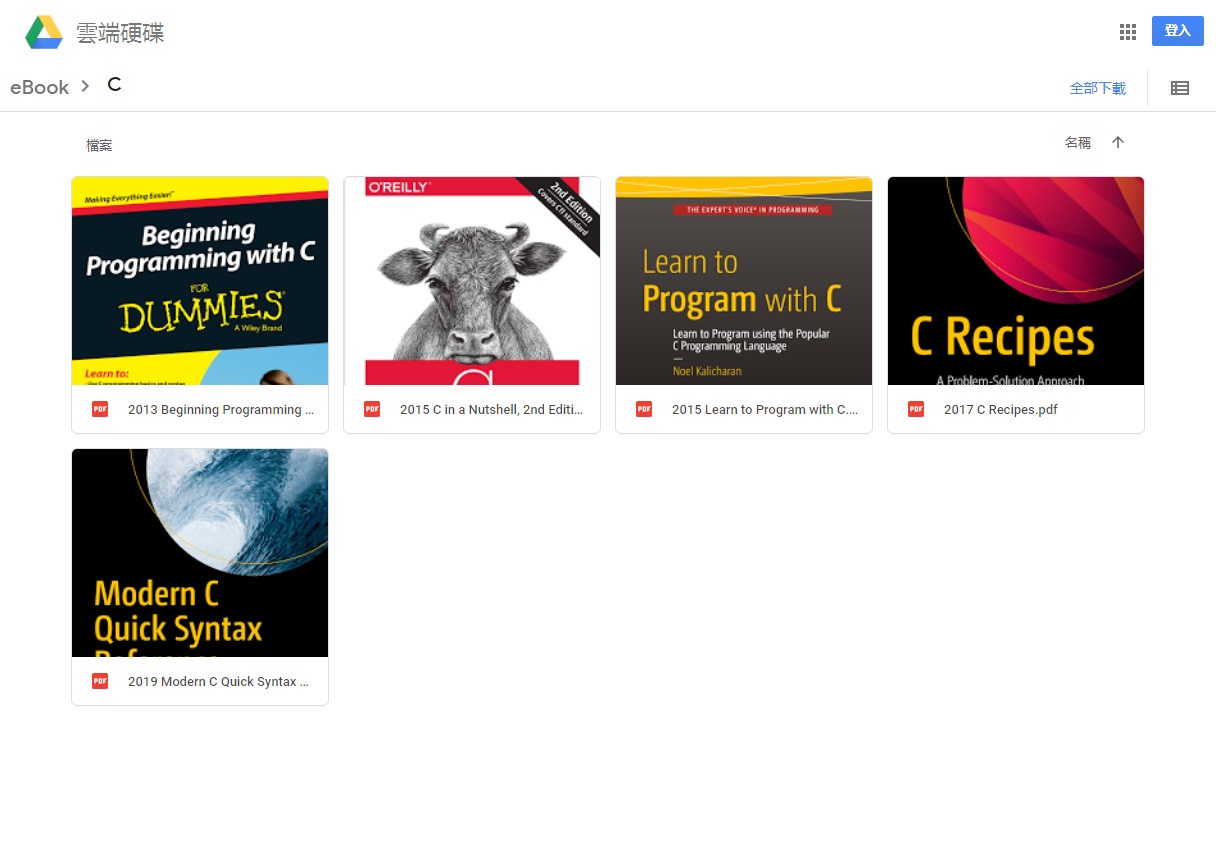 雲端硬碟
登入
eBook
C
全部下載
檔案
名稱
Making Everything Easier!™
Beginning
Programming with C
FOR
DUMMIES®
A Wiley Brand
Learn to:
O'REILLY®
2nd Edition
Covers C11 standard
C
THE EXPERT'S VOICE® IN PROGRAMMING
Learn to
Program with C
Learn to Program using the Popular
C Programming Language
Noel Kalicharan
C Recipes
A Problem-Solution Approach
PDF
2013 Beginning Programming ...
PDF
2015 C in a Nutshell, 2nd Editi...
PDF
2015 Learn to Program with C....
PDF
2017 C Recipes.pdf
Modern C
Quick Syntax
Reference
PDF
2019 Modern C Quick Syntax ...